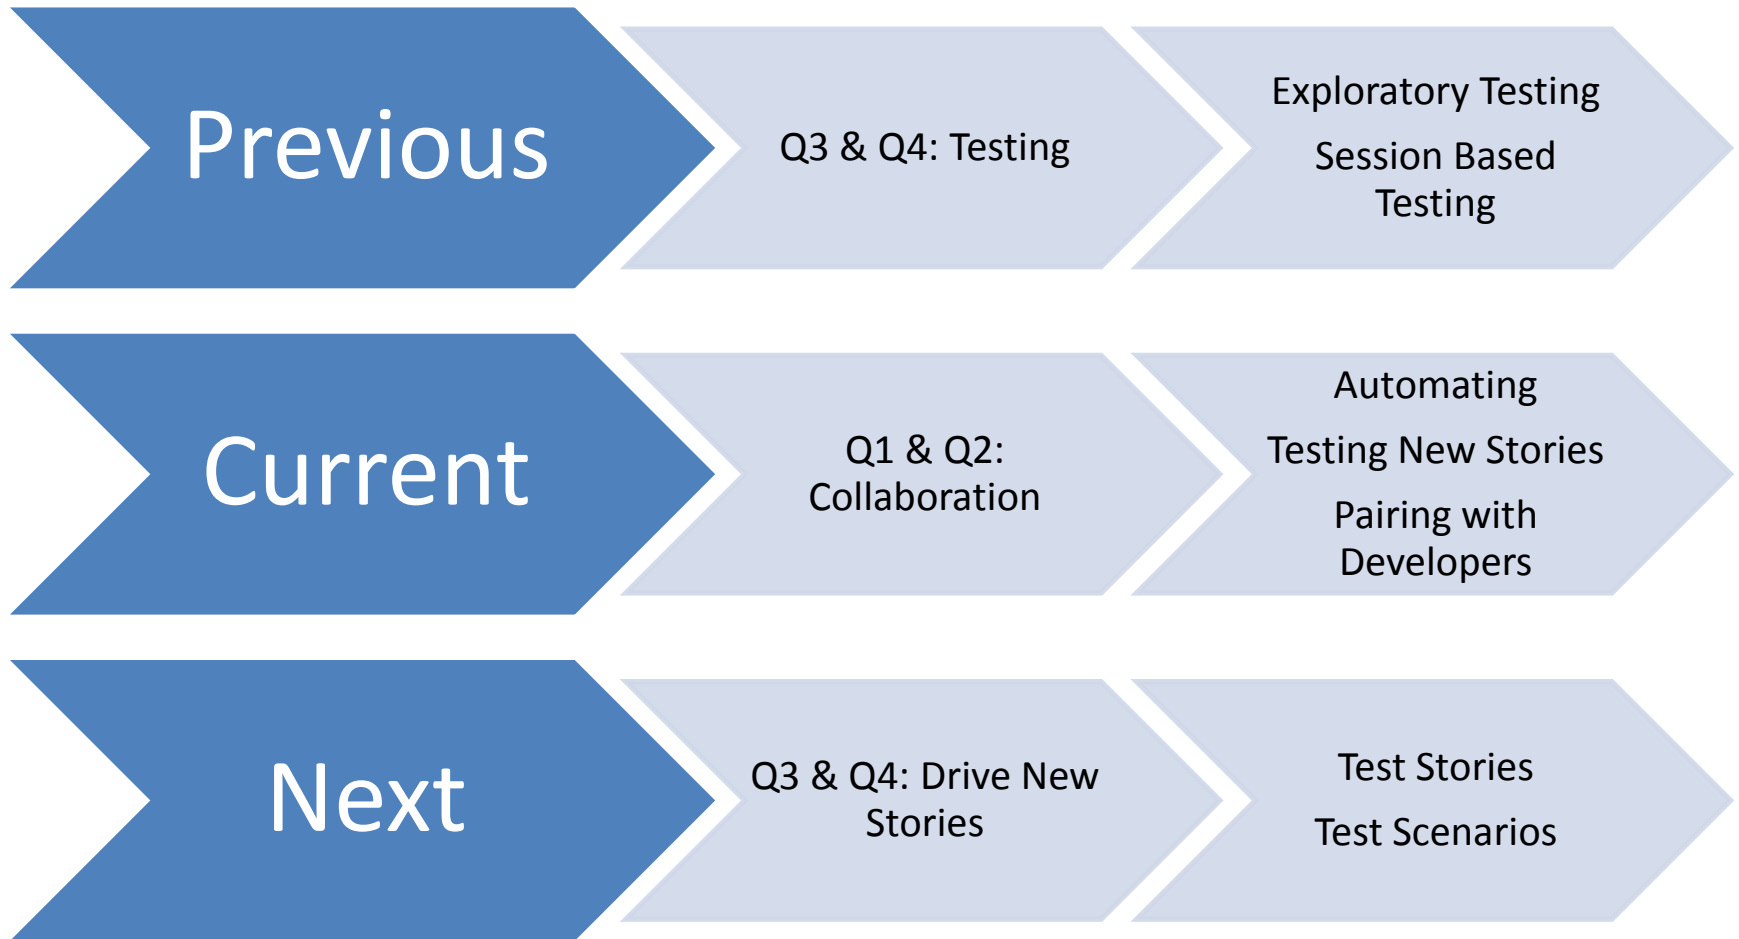 Previous
Q3 & Q4: Testing
Exploratory Testing
Session Based
Testing
Current
Q1 & Q2:
Collaboration
Automating
Testing New Stories
Pairing with
Developers
Next
Q3 & Q4: Drive New
Stories
Test Stories
Test Scenarios